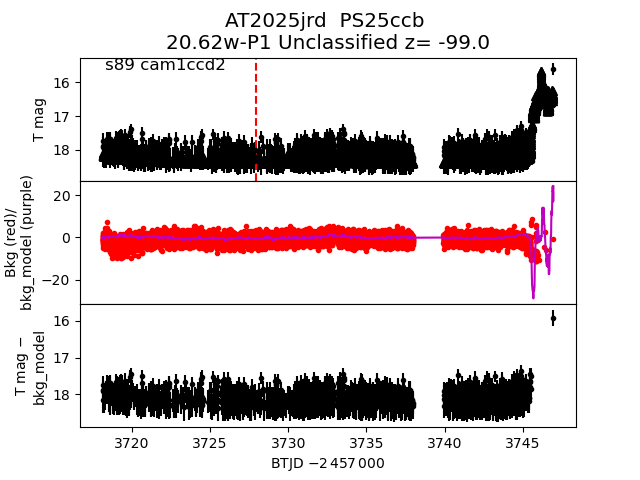 AT2025jrd PS25ccb
20.62w-P1 Unclassified z= -99.0
s89 cam1ccd2
T mag
16
17
18
Bkg (red)/
bkg_model (purple)
20
0
−20
T mag −
bkg_model
16
17
18
3720 3725 3730 3735 3740 3745
BTJD −2 457 000